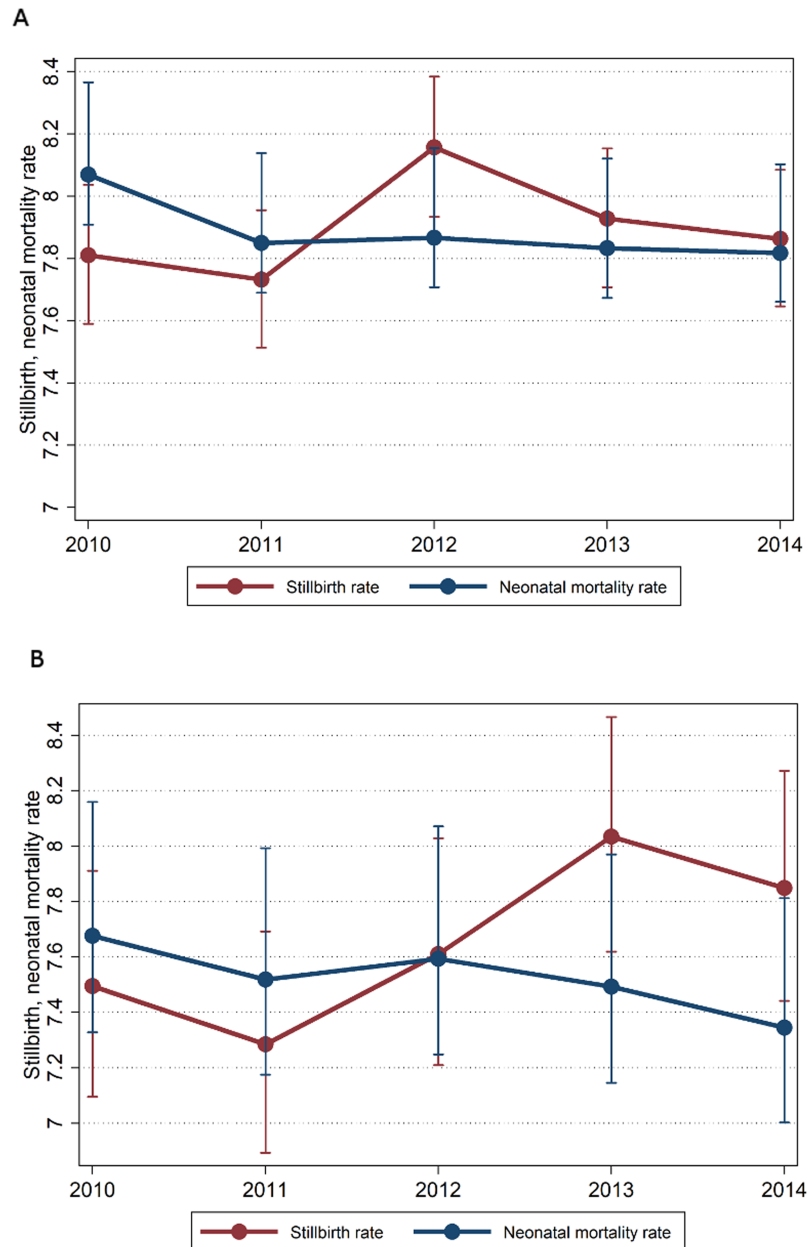 A
Stillbirth, neonatal mortality rate
8.4
8.2
8
7.8
7.6
7.4
7.2
7
2010 2011 2012 2013 2014
Stillbirth rate Neonatal mortality rate
B
Stillbirth, neonatal mortality rate
8.4
8.2
8
7.8
7.6
7.4
7.2
7
2010 2011 2012 2013 2014
Stillbirth rate Neonatal mortality rate